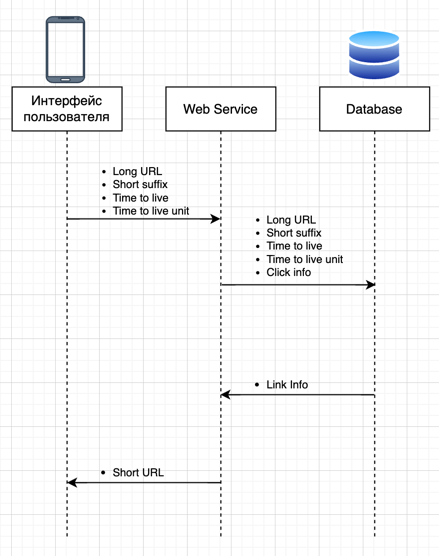 Интерфейс
пользователя
Web Service
Database
• Long URL
• Short suffix
• Time to live
• Time to live unit
• Long URL
• Short suffix
• Time to live
• Time to live unit
• Click info
• Link Info
• Short URL